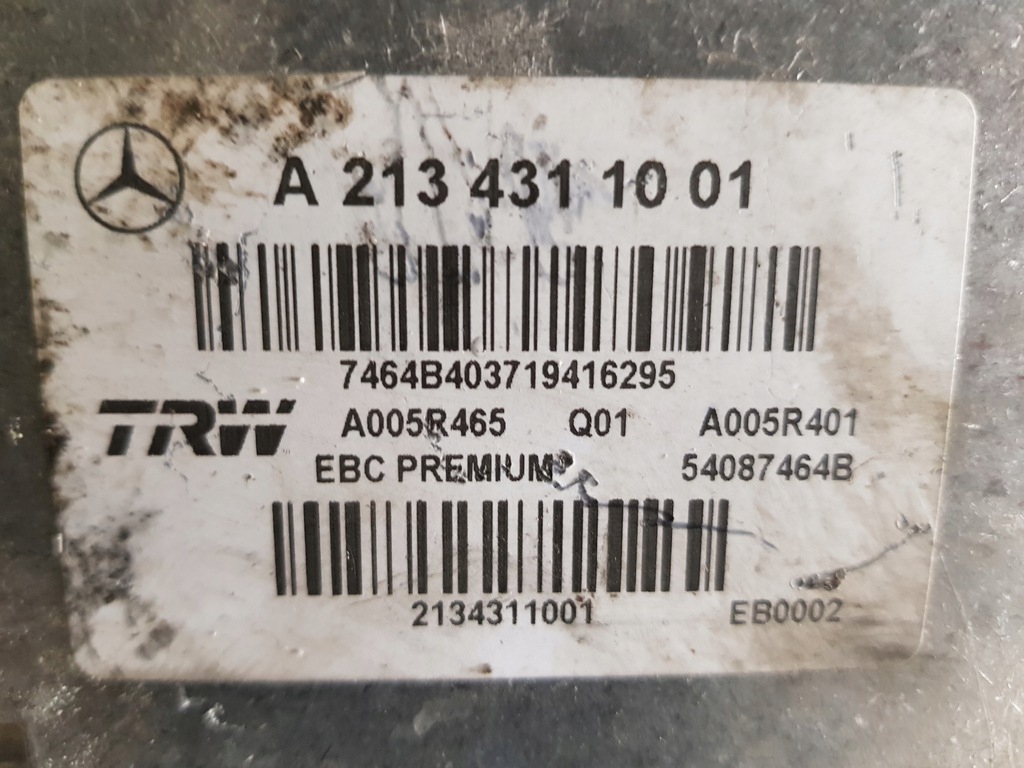 A 213 431 10 01
7464B403719416295
TRW A005R465 Q01 A005R401
EBC PREMIUM 54087464B
2134311001 EB0002